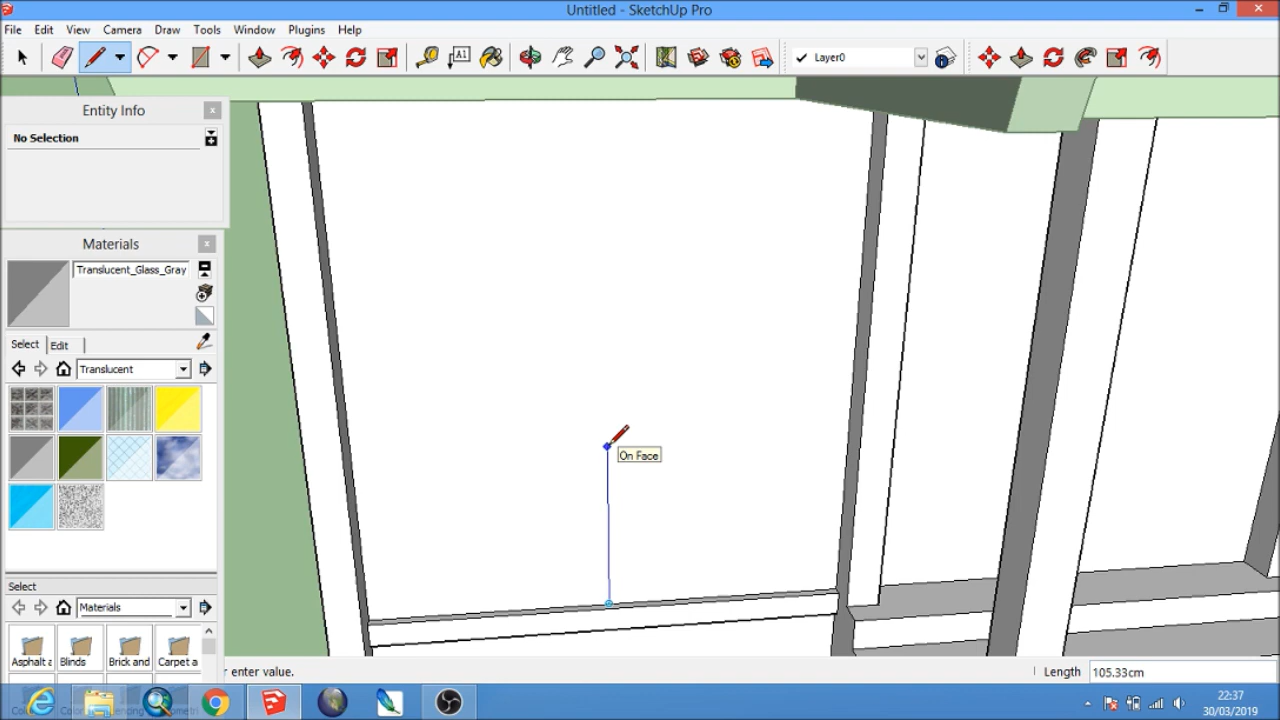 Untitled - SketchUp Pro
File Edit View Camera Draw Tools Window Plugins Help
A1
Layer0
Entity Info
No Selection
Materials
Translucent_Glass_Gray
Select Edit
Translucent
On Face
Select
Materials
Asphalt a Blinds Brick and Carpet a
r enter value.
Length 105.33cm
22:37
30/03/2019